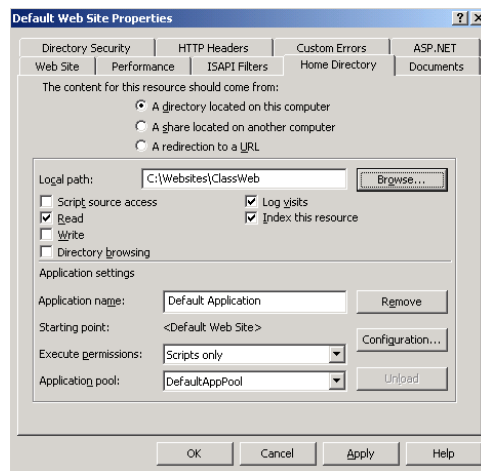 Default Web Site Properties
Directory Security HTTP Headers Custom Errors ASP.NET
Web Site Performance ISAPI Filters Home Directory Documents
The content for this resource should come from:
A directory located on this computer
A share located on another computer
A redirection to a URL
Local path: C:\Websites\ClassWeb Browse...
Script source access Log visits
Read Index this resource
Write
Directory browsing
Application settings
Application name: Default Application Remove
Starting point: <Default Web Site>
Configuration...
Execute permissions: Scripts only
Application pool: DefaultAppPool Unload
OK Cancel Apply Help